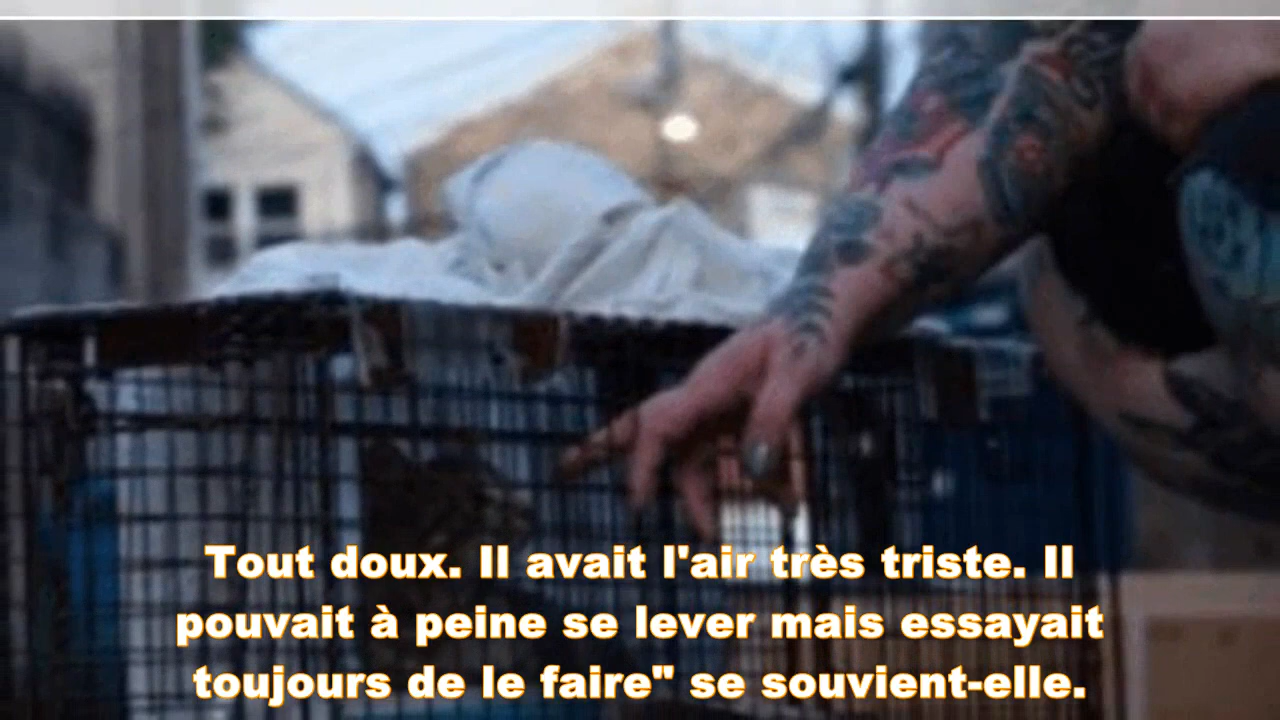 Tout doux. Il avait l'air très triste. Il
pouvait à peine se lever mais essayait
toujours de le faire" se souvient-elle.